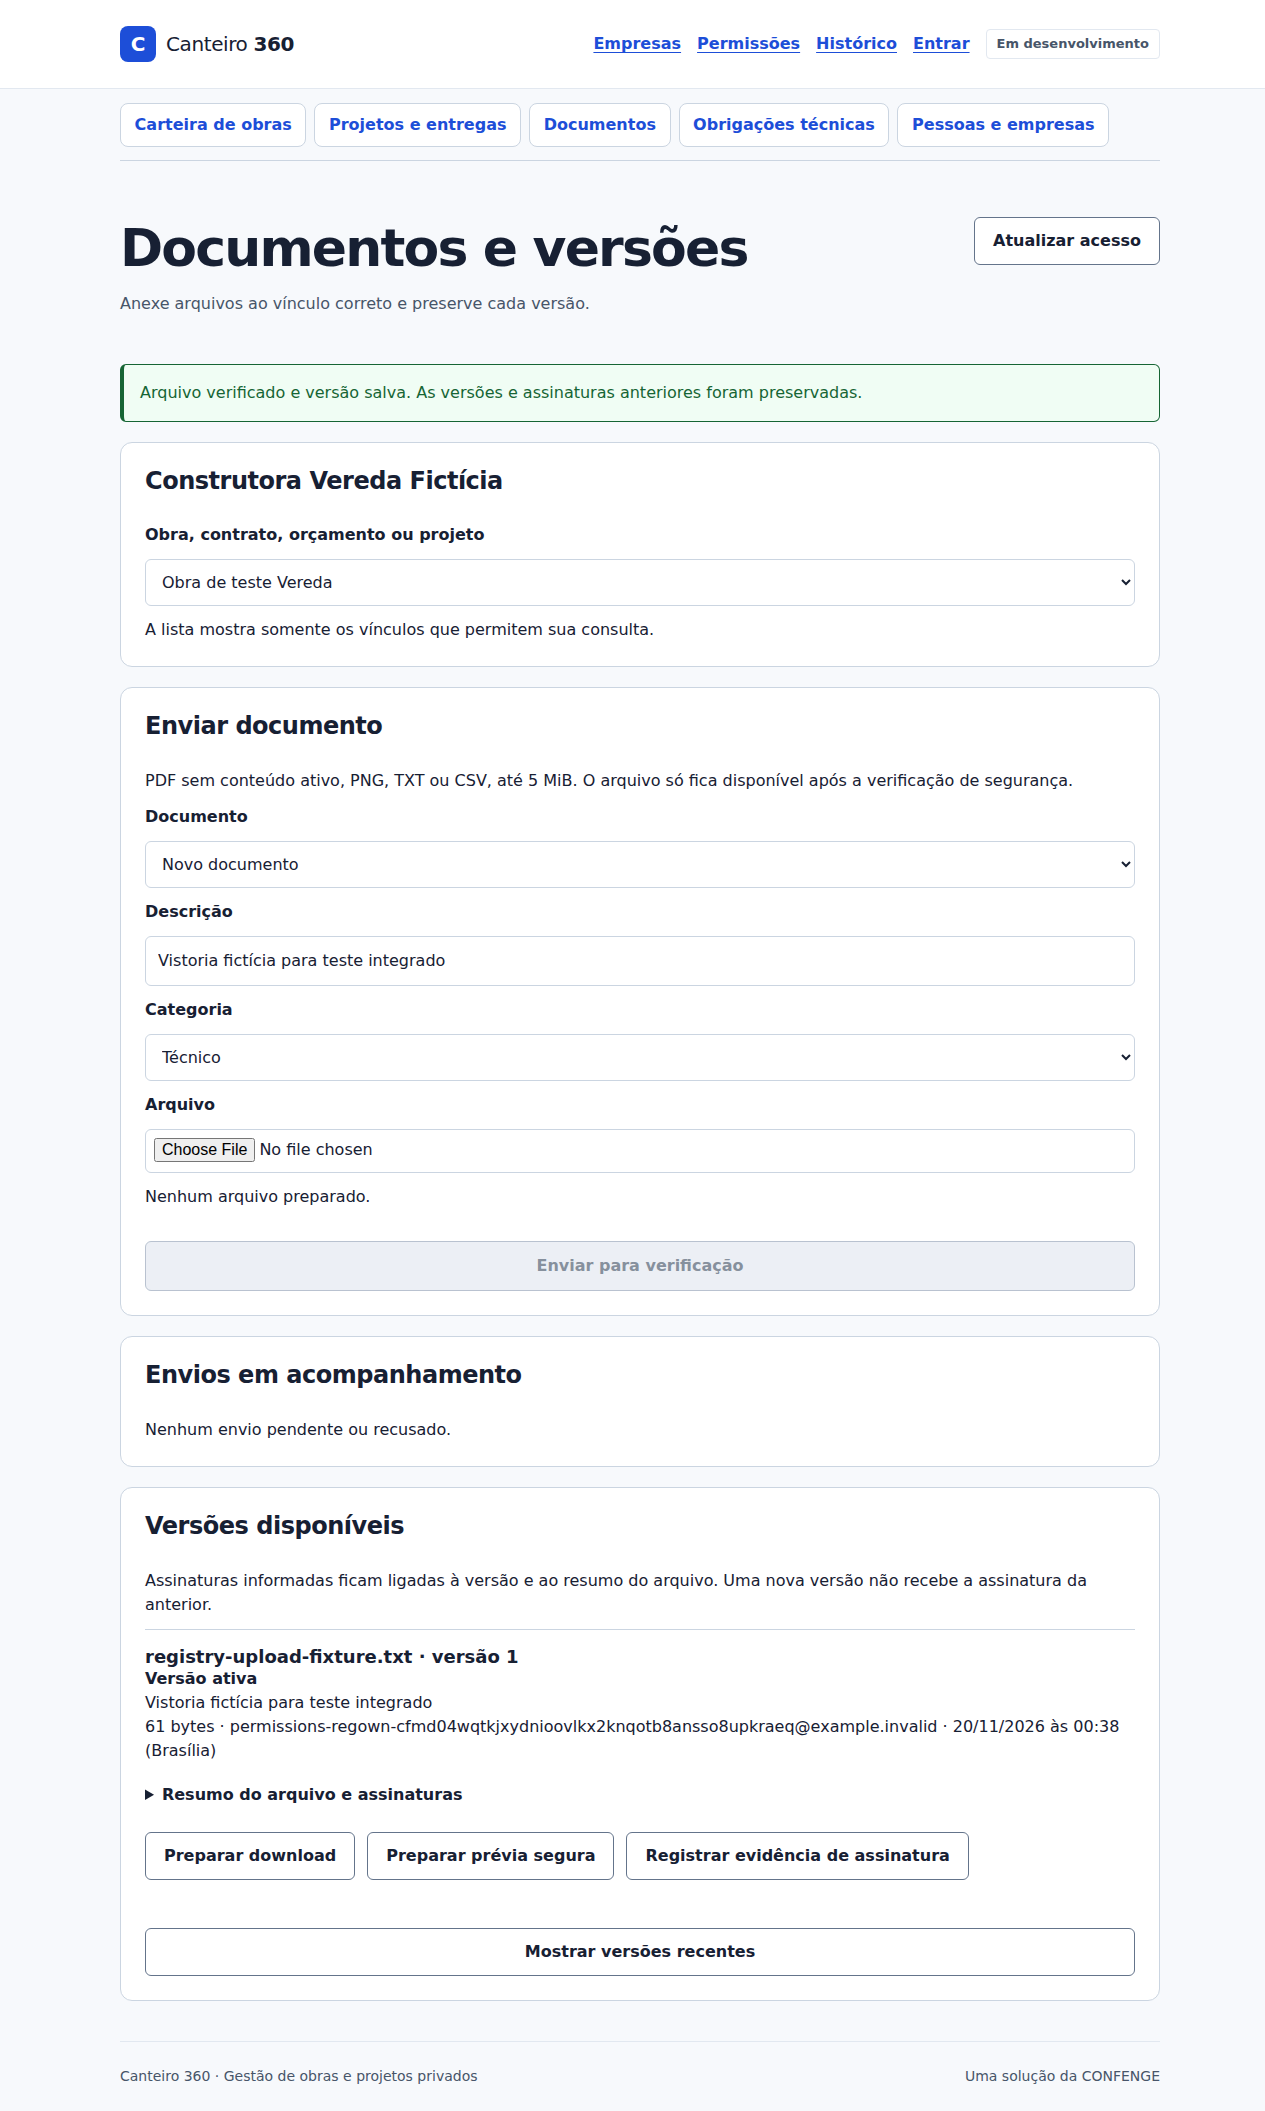 C Canteiro 360
Empresas Permissões Histórico Entrar Em desenvolvimento
Carteira de obras Projetos e entregas Documentos Obrigações técnicas Pessoas e empresas
Documentos e versões
Atualizar acesso
Anexe arquivos ao vínculo correto e preserve cada versão.
Arquivo verificado e versão salva. As versões e assinaturas anteriores foram preservadas.
Construtora Vereda Fictícia
Obra, contrato, orçamento ou projeto
Obra de teste Vereda
A lista mostra somente os vínculos que permitem sua consulta.
Enviar documento
PDF sem conteúdo ativo, PNG, TXT ou CSV, até 5 MiB. O arquivo só fica disponível após a verificação de segurança.
Documento
Novo documento
Descrição
Vistoria fictícia para teste integrado
Categoria
Técnico
Arquivo
Choose File No file chosen
Nenhum arquivo preparado.
Enviar para verificação
Envios em acompanhamento
Nenhum envio pendente ou recusado.
Versões disponíveis
Assinaturas informadas ficam ligadas à versão e ao resumo do arquivo. Uma nova versão não recebe a assinatura da
anterior.
registry-upload-fixture.txt · versão 1
Versão ativa
Vistoria fictícia para teste integrado
61 bytes · permissions-regown-cfmd04wqtkjxydnioovlkx2knqotb8ansso8upkraeq@example.invalid · 20/11/2026 às 00:38
(Brasília)
Resumo do arquivo e assinaturas
Preparar download Preparar prévia segura Registrar evidência de assinatura
Mostrar versões recentes
Canteiro 360 · Gestão de obras e projetos privados
Uma solução da CONFENGE